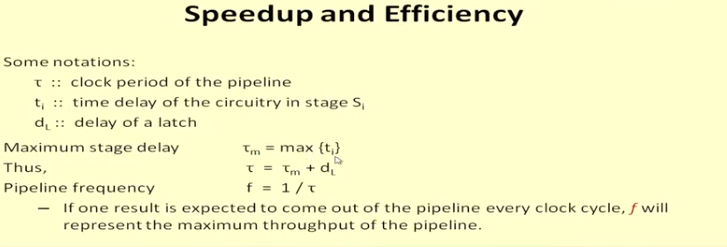 Speedup and Efficiency
Some notations:
τ :: clock period of the pipeline
tᵢ :: time delay of the circuitry in stage Sᵢ
d_L :: delay of a latch
Maximum stage delay τₘ = max {tᵢ}
Thus, τ = τₘ + d_L
Pipeline frequency f = 1 / τ
– If one result is expected to come out of the pipeline every clock cycle, f will
represent the maximum throughput of the pipeline.